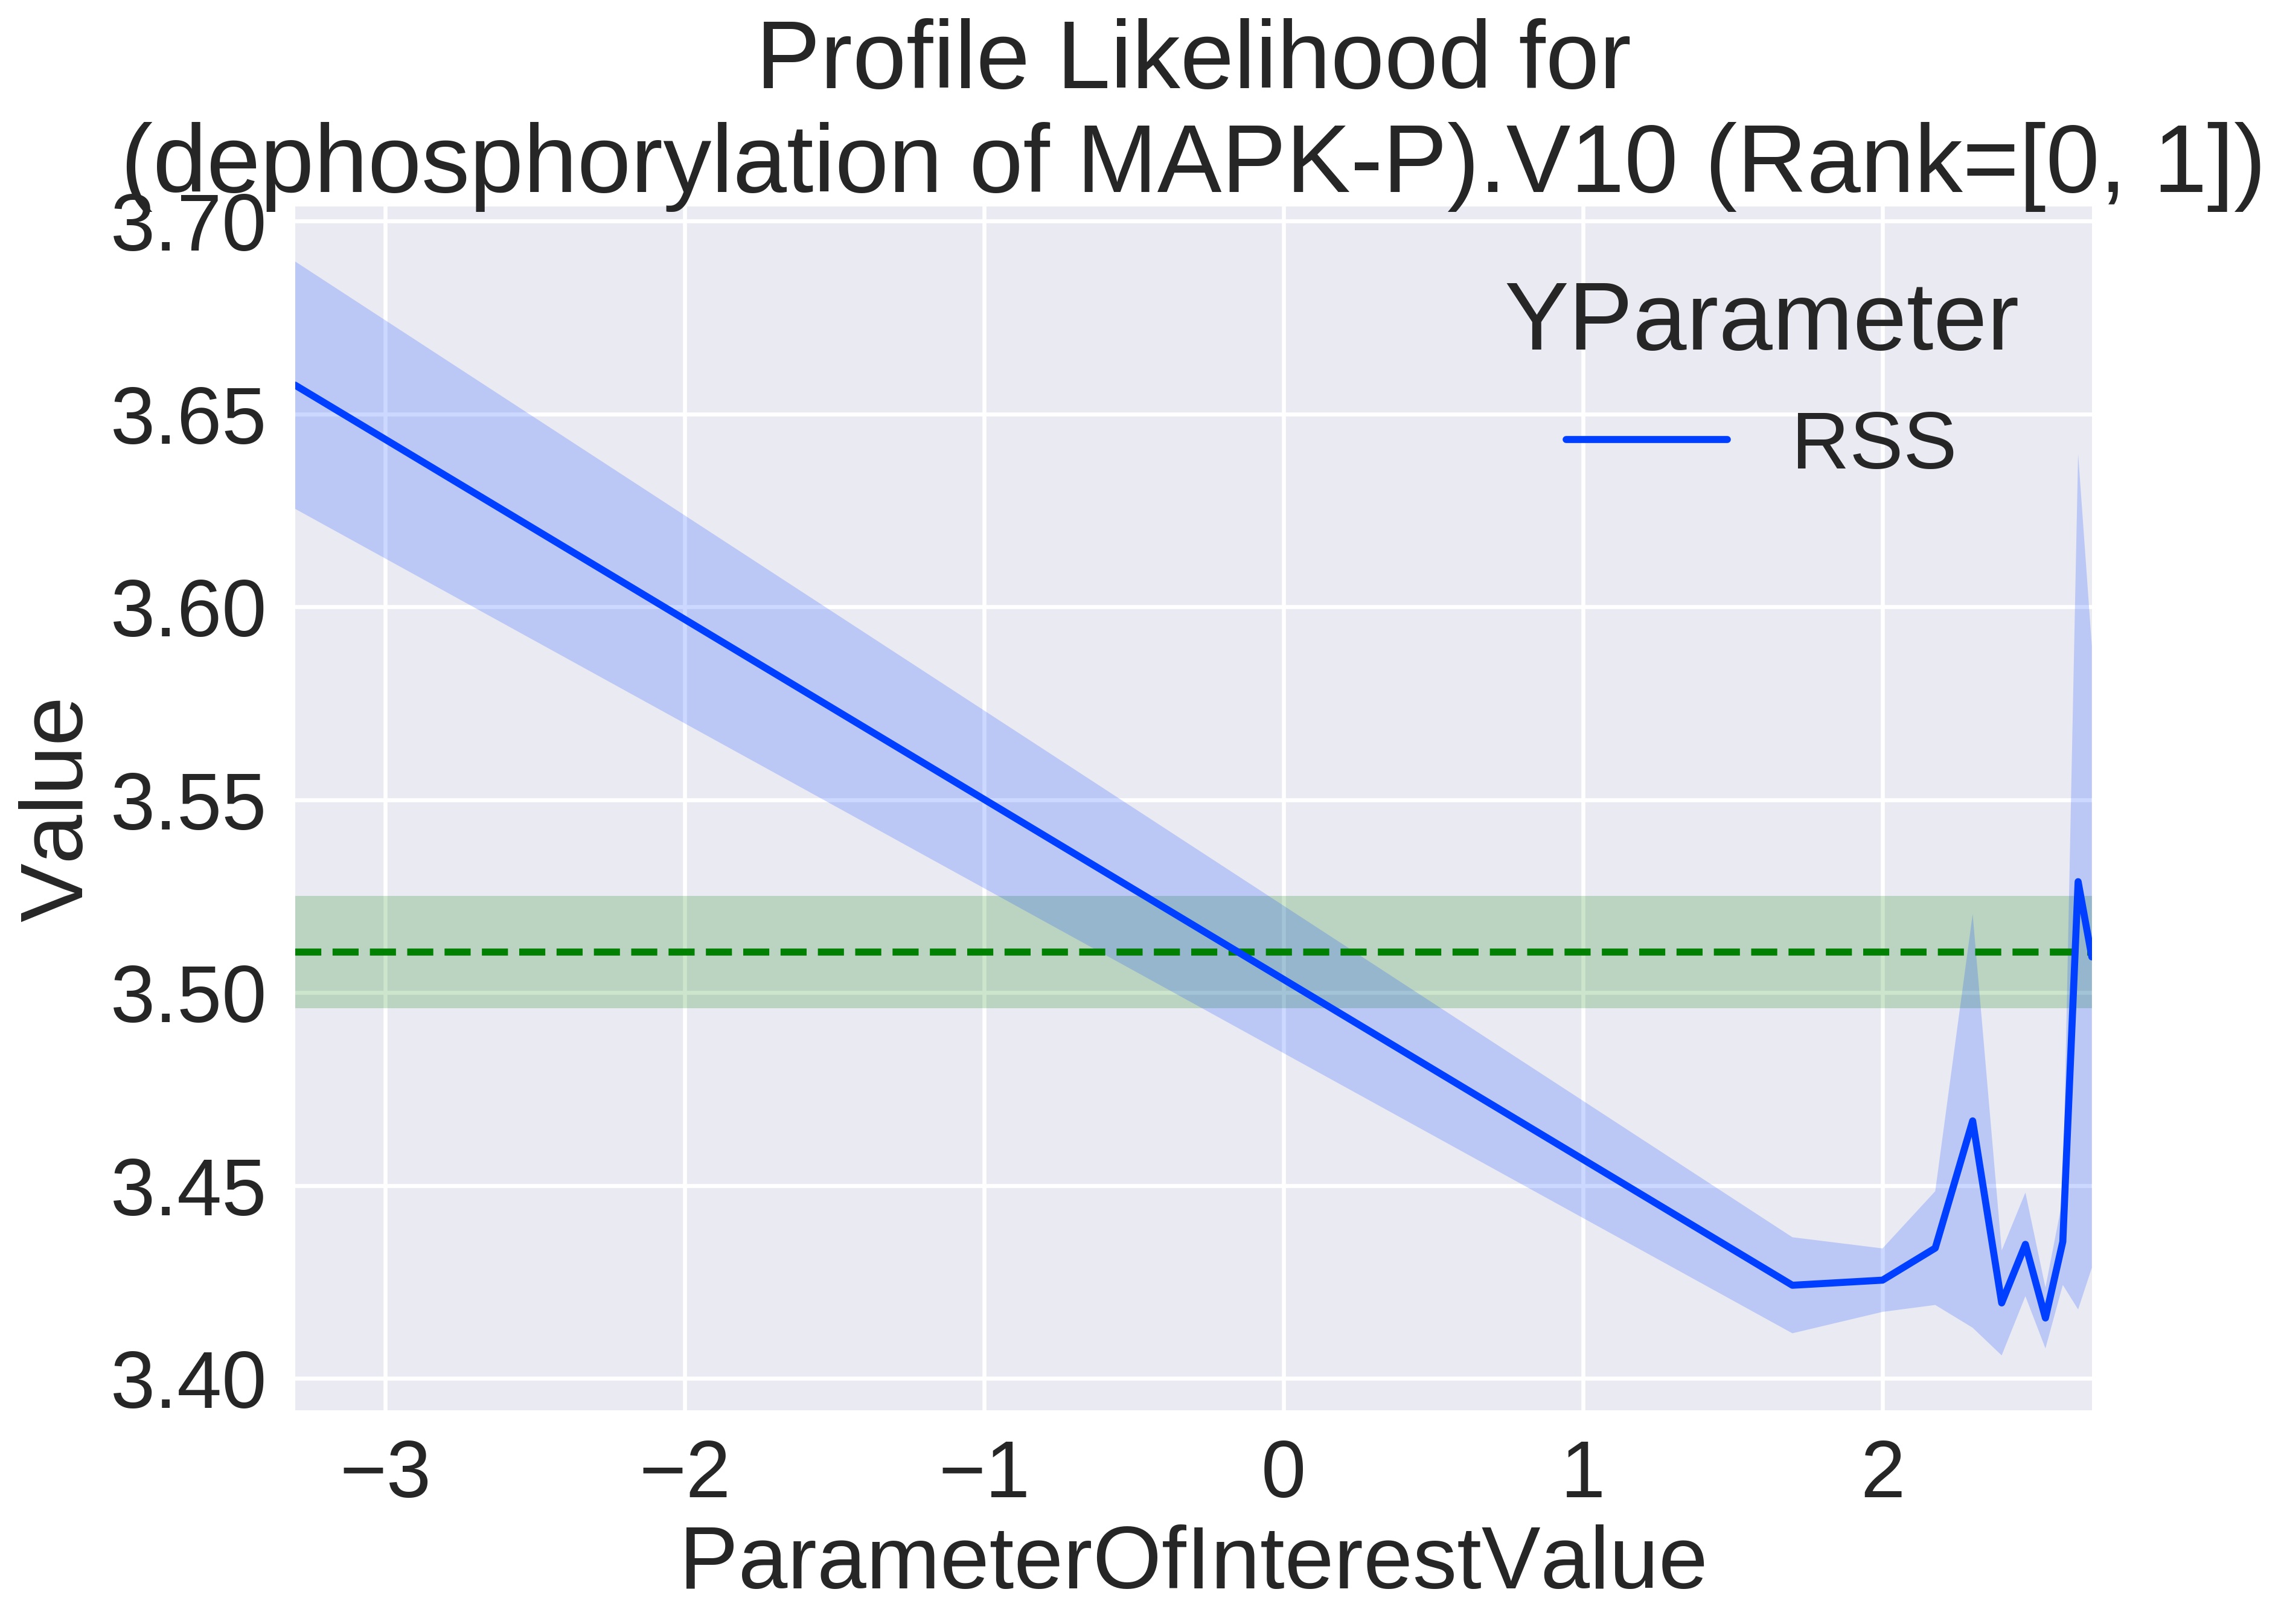 Profile Likelihood for
(dephosphorylation of MAPK-P).V10 (Rank=[0, 1])
3.70
YParameter
3.65
RSS
3.60
3.55
3.50
3.45
3.40
Value
−3 −2 −1 0 1 2
ParameterOfInterestValue